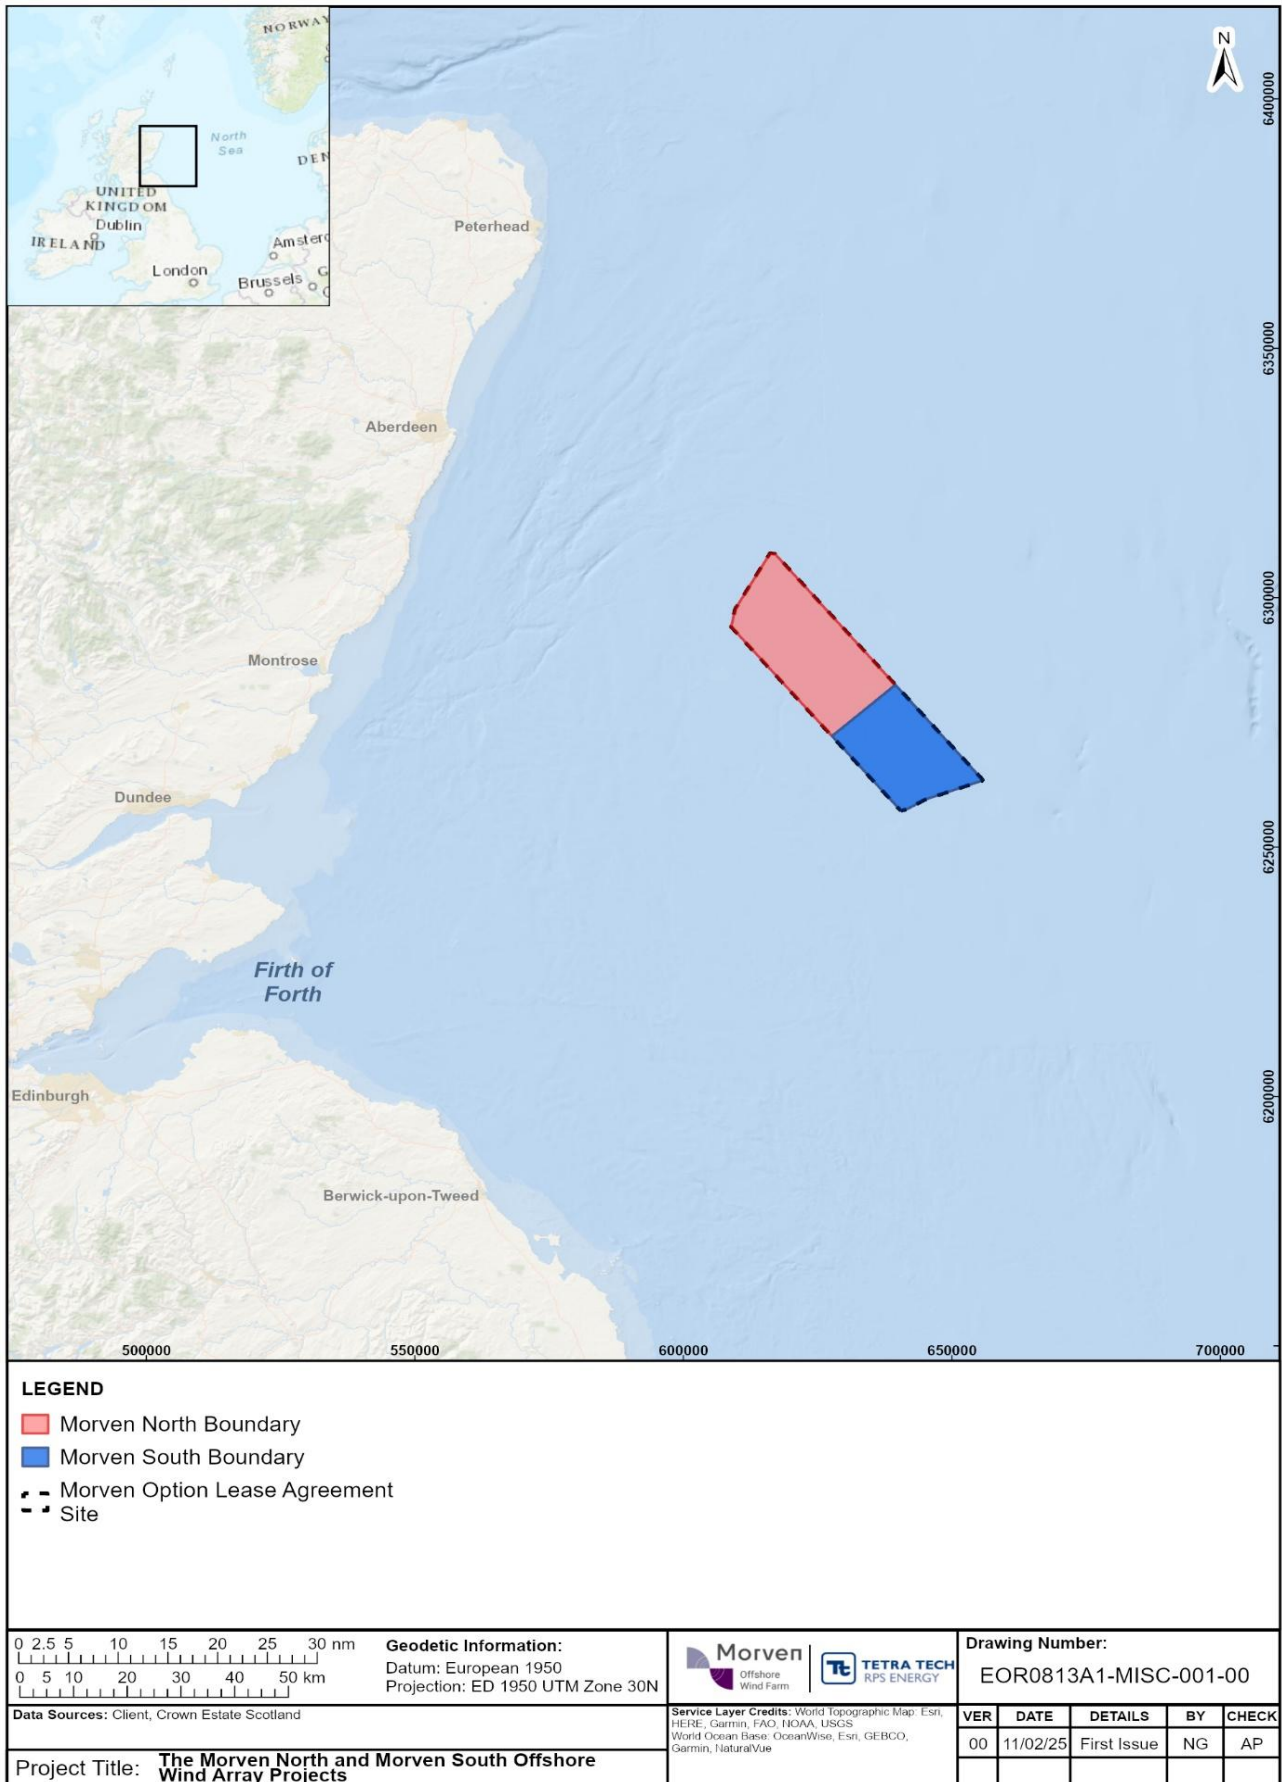 NORWAY
North
Sea
DEN
UNITED
KINGDOM
Dublin
IRELAND
Amsterd
London
Brussels
G
N
Peterhead
Aberdeen
Montrose
Dundee
Firth of
Forth
Edinburgh
Berwick-upon-Tweed
6400000
6350000
6300000
6250000
6200000
500000 550000 600000 650000 700000
LEGEND
Morven North Boundary
Morven South Boundary
Morven Option Lease Agreement
Site
0 2.5 5 10 15 20 25 30 nm
0 5 10 20 30 40 50 km
Geodetic Information:
Datum: European 1950
Projection: ED 1950 UTM Zone 30N
Morven
Offshore
Wind Farm
Tt TETRA TECH
RPS ENERGY
Drawing Number:
EOR0813A1-MISC-001-00
Data Sources: Client, Crown Estate Scotland
Service Layer Credits: World Topographic Map: Esri,
HERE, Garmin, FAO, NOAA, USGS
World Ocean Base: OceanWise, Esri, GEBCO,
Garmin, NaturalVue
VER DATE DETAILS BY CHECK
00 11/02/25 First Issue NG AP
Project Title: The Morven North and Morven South Offshore
Wind Array Projects